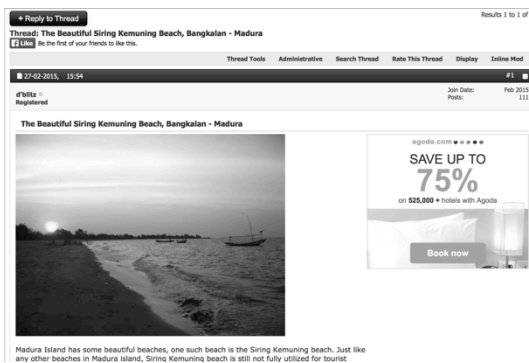 + Reply to Thread
Results 1 to 1 of
Thread: The Beautiful Siring Kemuning Beach, Bangkalan - Madura
Like Be the first of your friends to like this.
Thread Tools Administrative Search Thread Rate This Thread Display Inline Mod
27-02-2015, 15:54 #1
d'blitz
Registered
Join Date: Feb 2015
Posts: 111
The Beautiful Siring Kemuning Beach, Bangkalan - Madura
agoda.com
SAVE UP TO
75%
on 525,000 + hotels with Agoda
Book now
Madura Island has some beautiful beaches, one such beach is the Siring Kemuning beach. Just like
any other beaches in Madura island, Siring Kemuning beach is still not fully utilized for tourist